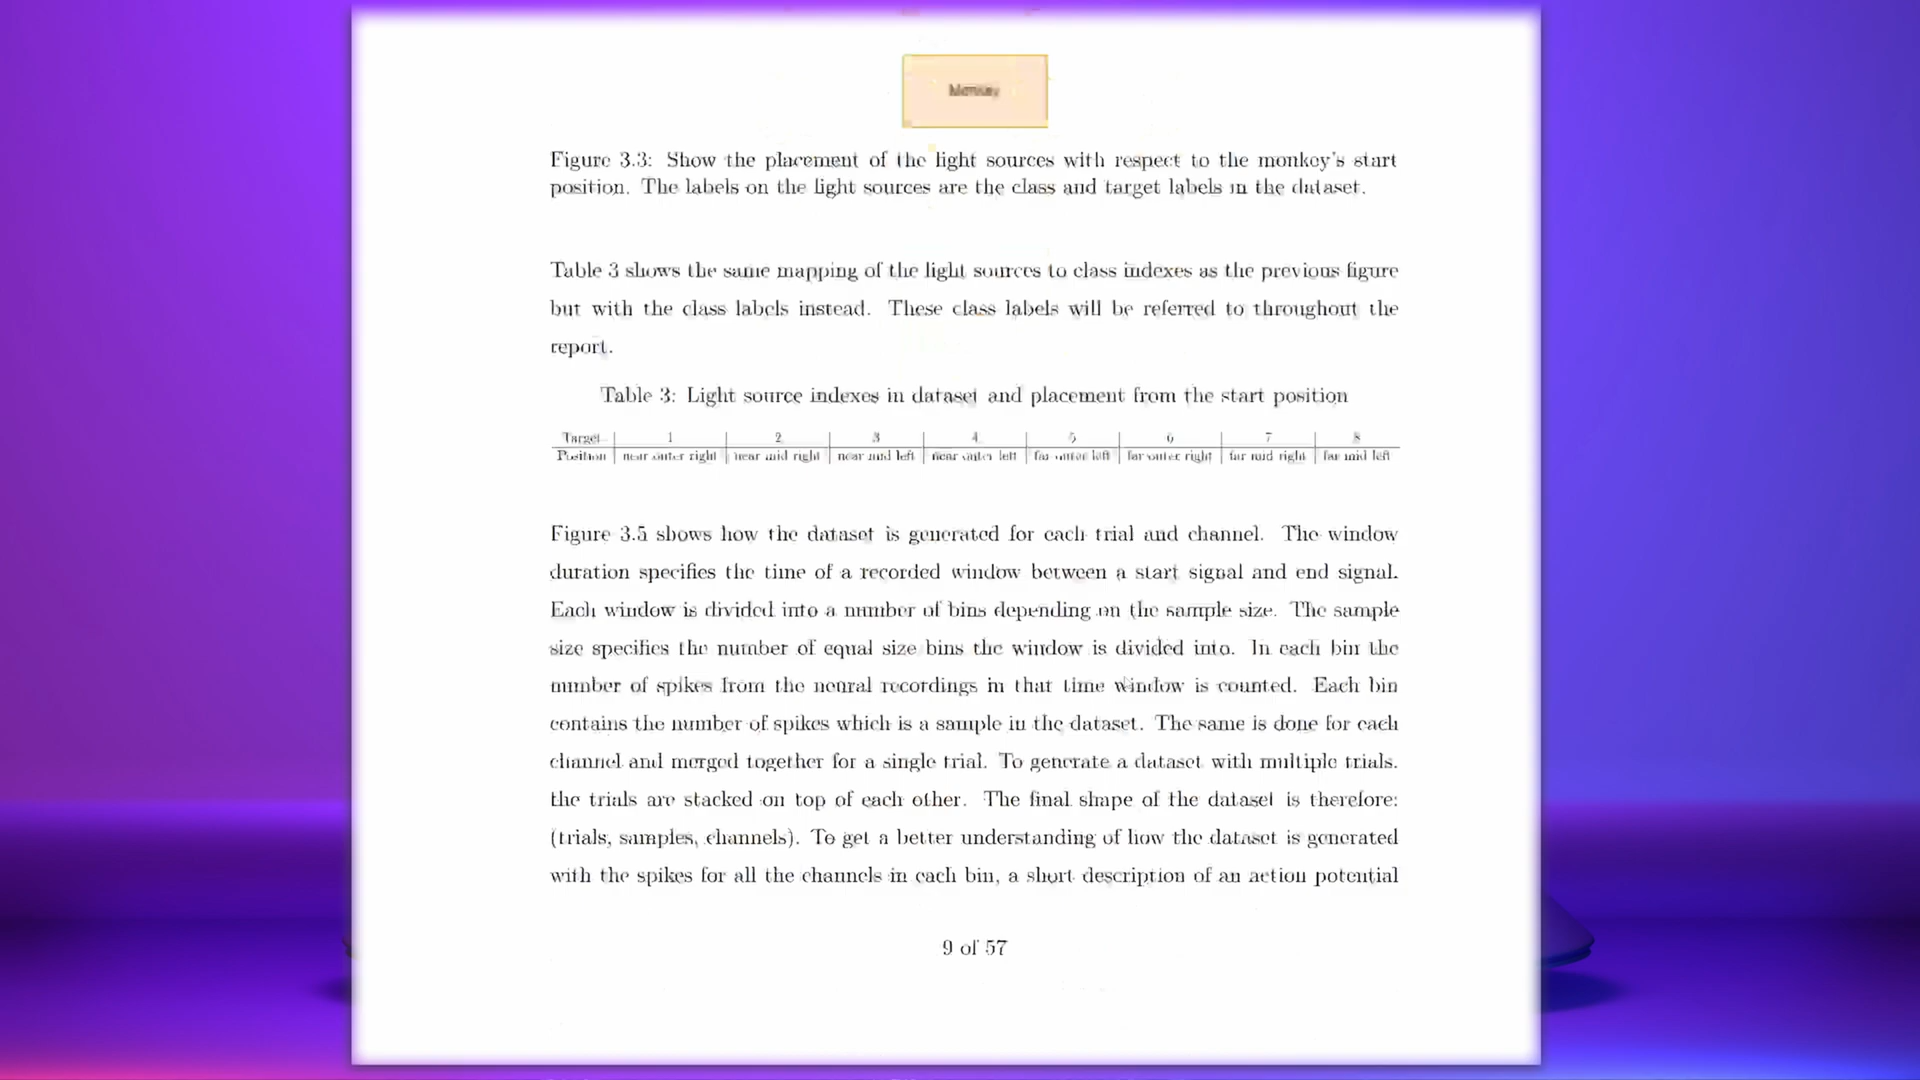 Monkey
Figure 3.3: Show the placement of the light sources with respect to the monkey's start
position. The labels on the light sources are the class and target labels in the dataset.
Table 3 shows the same mapping of the light sources to class indexes as the previous figure
but with the class labels instead. These class labels will be referred to throughout the
report.
Table 3: Light source indexes in dataset and placement from the start position
Target 1 2 3 4 5 6 7 8
Position near outer right near mid right near mid left near outer left far outer left far outer right far mid right far mid left
Figure 3.5 shows how the dataset is generated for each trial and channel. The window
duration specifies the time of a recorded window between a start signal and end signal.
Each window is divided into a number of bins depending on the sample size. The sample
size specifies the number of equal size bins the window is divided into. In each bin the
number of spikes from the neural recordings in that time window is counted. Each bin
contains the number of spikes which is a sample in the dataset. The same is done for each
channel and merged together for a single trial. To generate a dataset with multiple trials.
the trials are stacked on top of each other. The final shape of the dataset is therefore:
(trials, samples, channels). To get a better understanding of how the dataset is generated
with the spikes for all the channels in each bin, a short description of an action potential
9 of 57